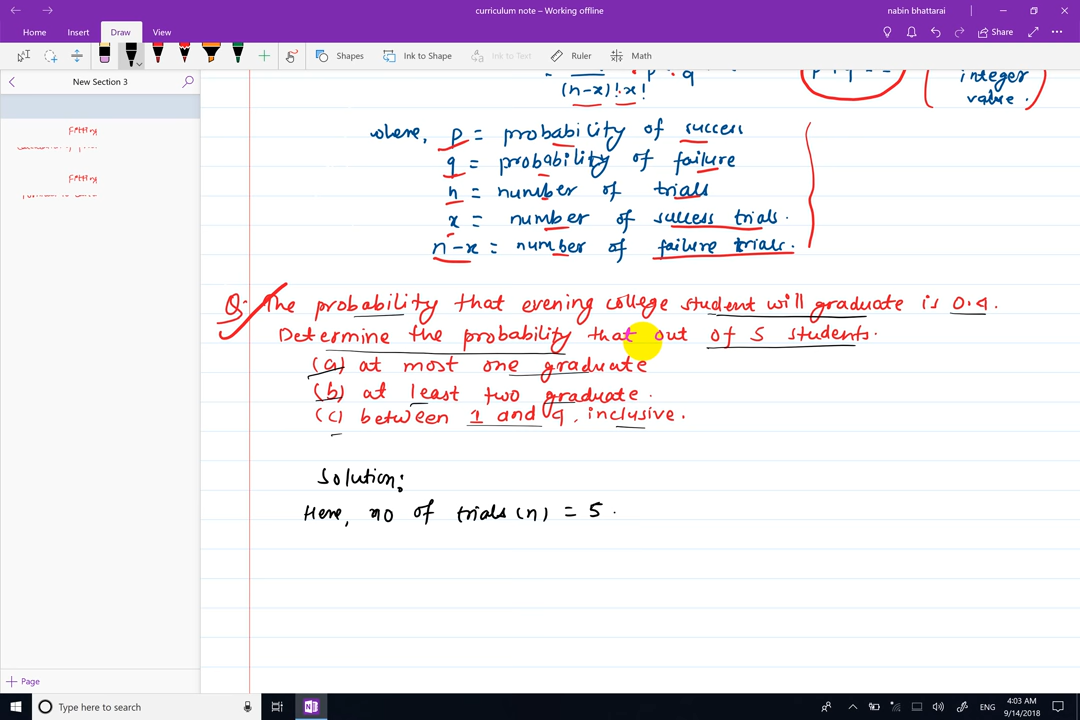 curriculum note – Working offline
nabin bhattarai
Home Insert Draw View
Share
Shapes Ink to Shape Ink to Text Ruler Math
New Section 3
integer
(n-x)! x!
value.
where, p = probability of success
q = probability of failure
n = number of trials
x = number of success trials.
n-x = number of failure trials.
Q: The probability that evening college student will graduate is 0.4.
Determine the probability that out of 5 students.
(a) at most one graduate
(b) at least two graduate.
(c) between 1 and 4, inclusive.
Solution:
Here, no of trials (n) = 5.
+ Page
Type here to search
ENG
4:03 AM
9/14/2018